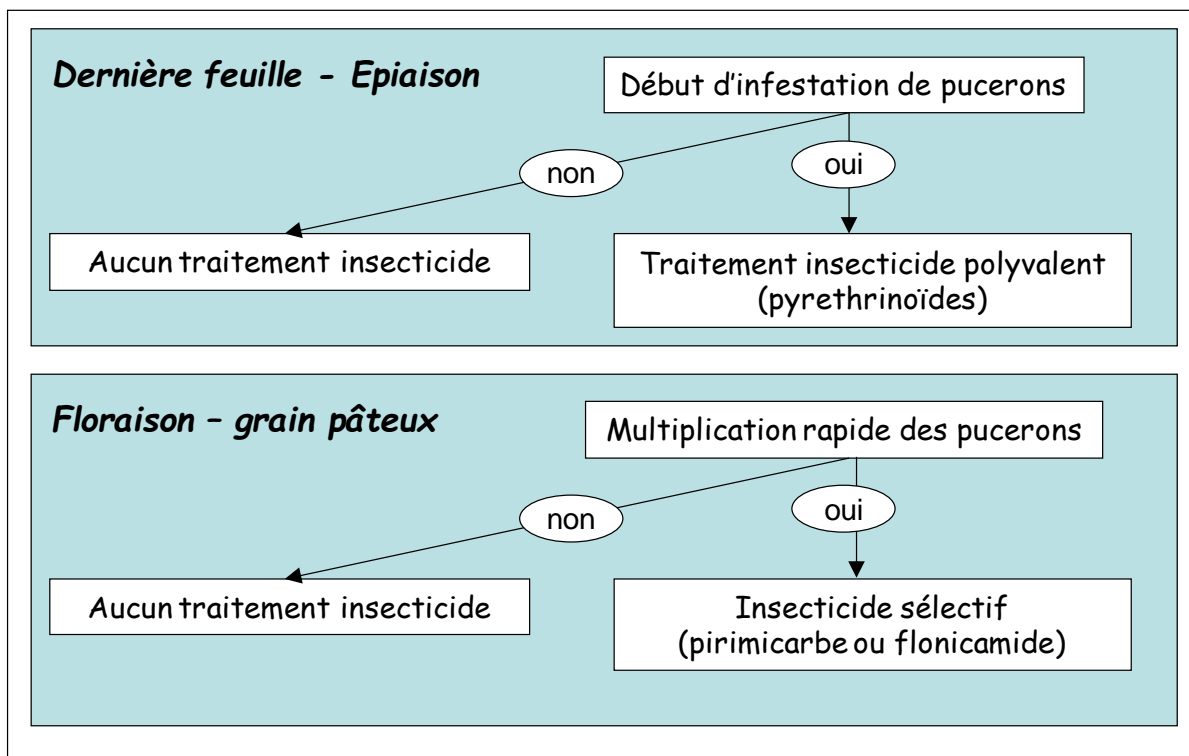 Dernière feuille - Epiaison
Début d'infestation de pucerons
non
oui
Aucun traitement insecticide
Traitement insecticide polyvalent
(pyrethrinoïdes)
Floraison – grain pâteux
Multiplication rapide des pucerons
non
oui
Aucun traitement insecticide
Insecticide sélectif
(pirimicarbe ou flonicamide)